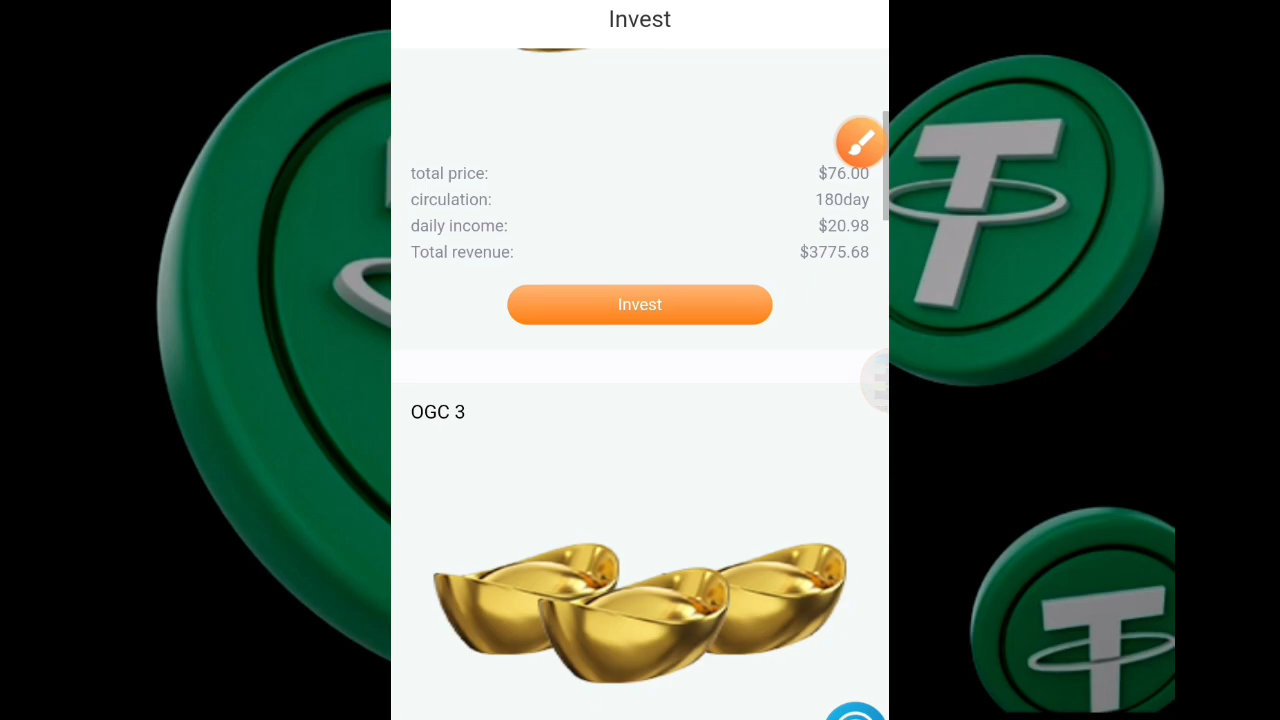 Invest
total price: $76.00
circulation: 180day
daily income: $20.98
Total revenue: $3775.68
Invest
OGC 3